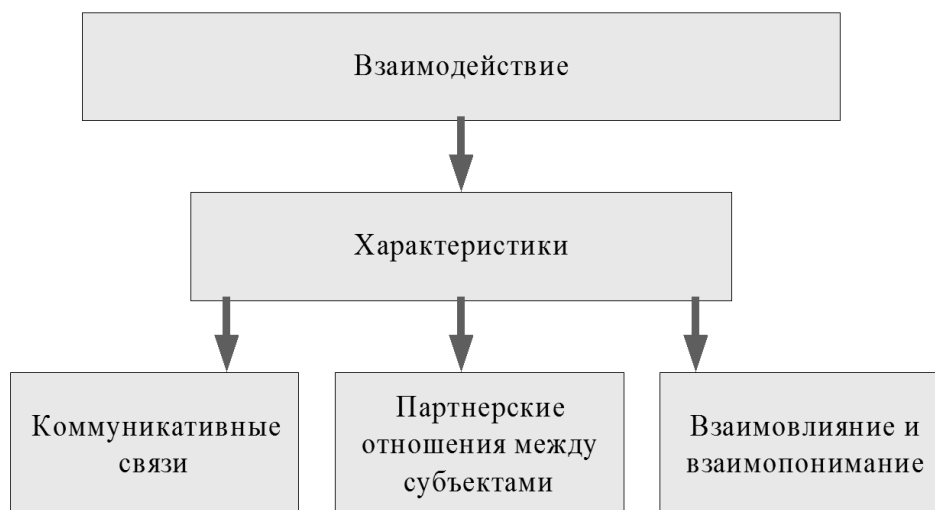 Взаимодействие
Характеристики
Коммуникативные
связи
Партнерские
отношения между
субъектами
Взаимовлияние и
взаимопонимание